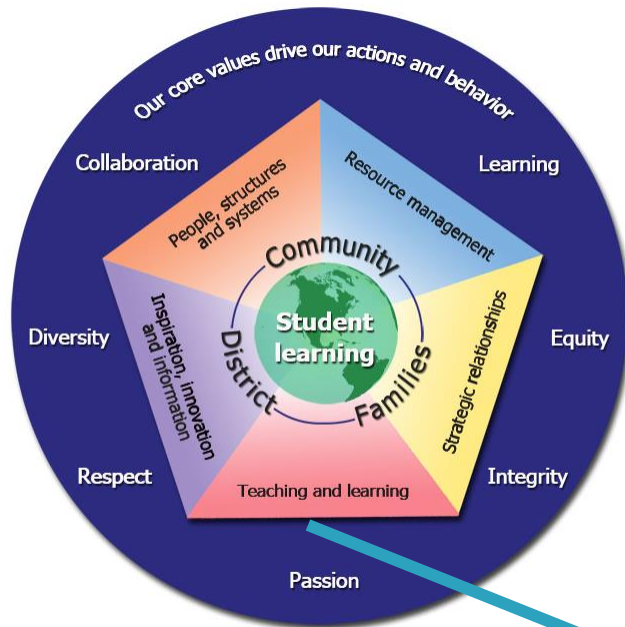 Our core values drive our actions and behavior
Collaboration
Learning
People, structures
and systems
Resource management
Community
Student
learning
Diversity
Equity
Inspiration, innovation
and information
District
Families
Strategic relationships
Respect
Integrity
Teaching and learning
Passion